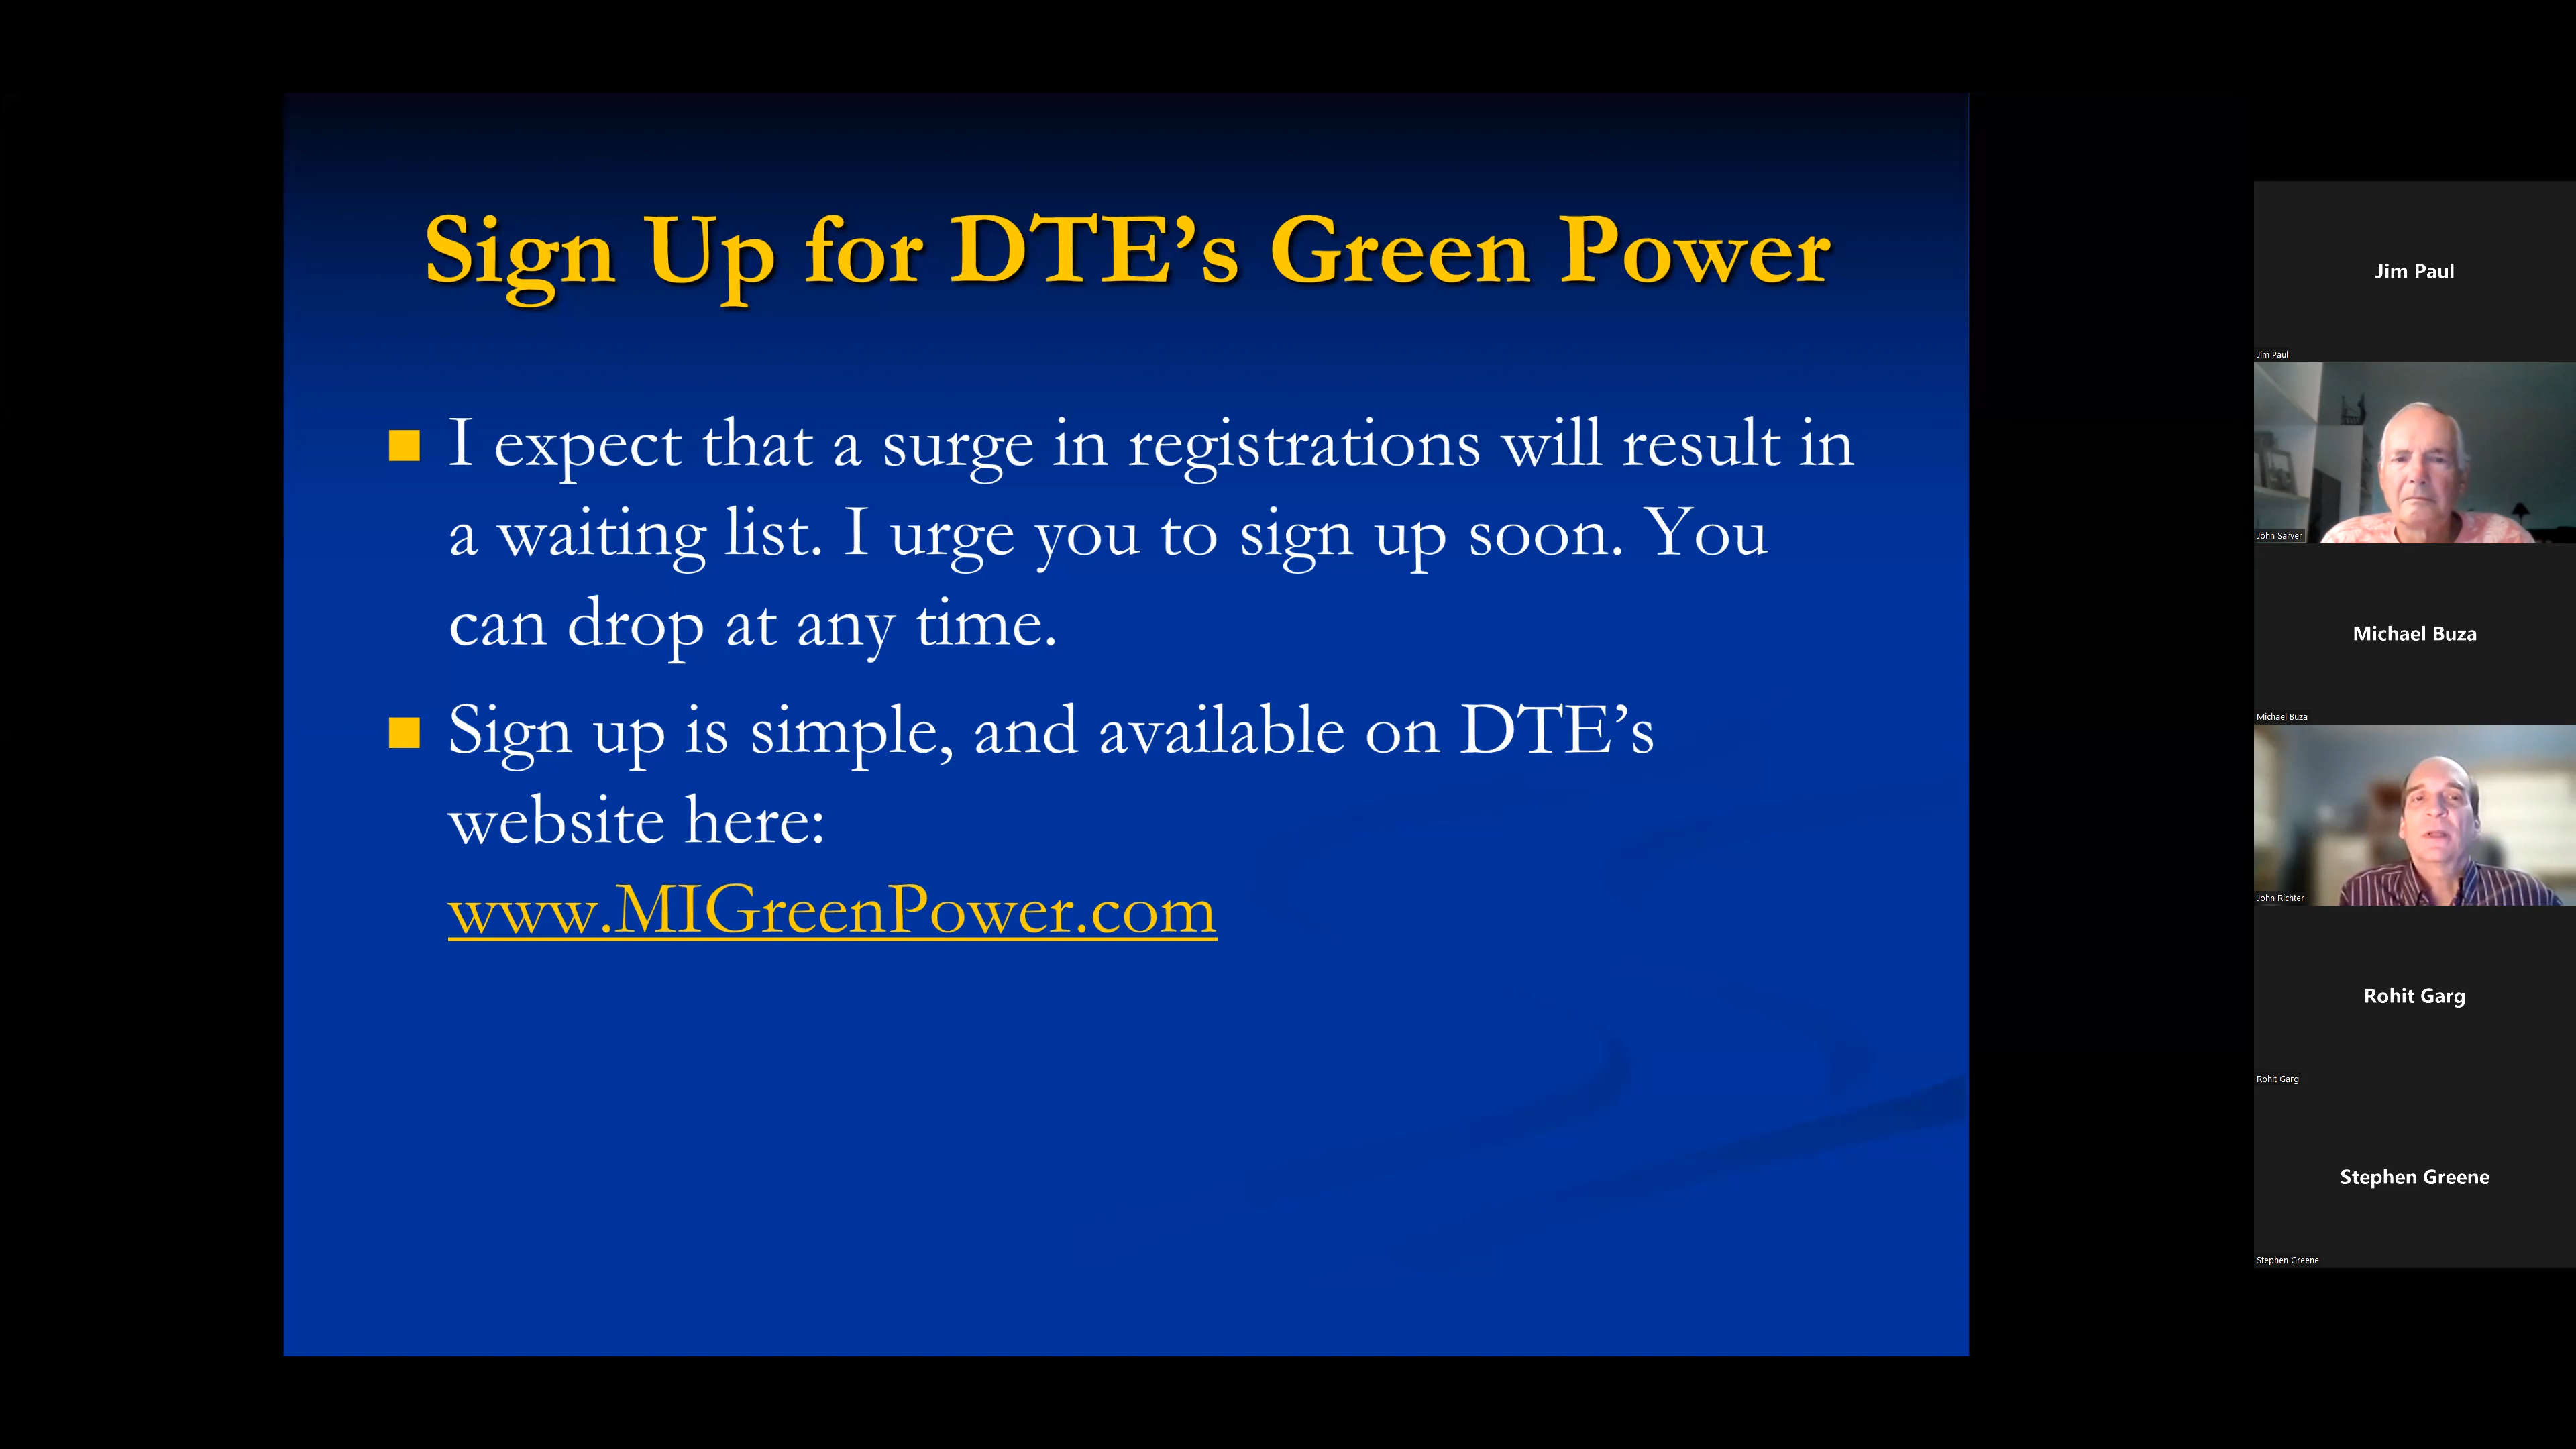 Sign Up for DTE’s Green Power
I expect that a surge in registrations will result in
a waiting list. I urge you to sign up soon. You
can drop at any time.
Sign up is simple, and available on DTE’s
website here:
www.MIGreenPower.com
Jim Paul
Jim Paul
John Sarver
Michael Buza
Michael Buza
John Richter
Rohit Garg
Rohit Garg
Stephen Greene
Stephen Greene